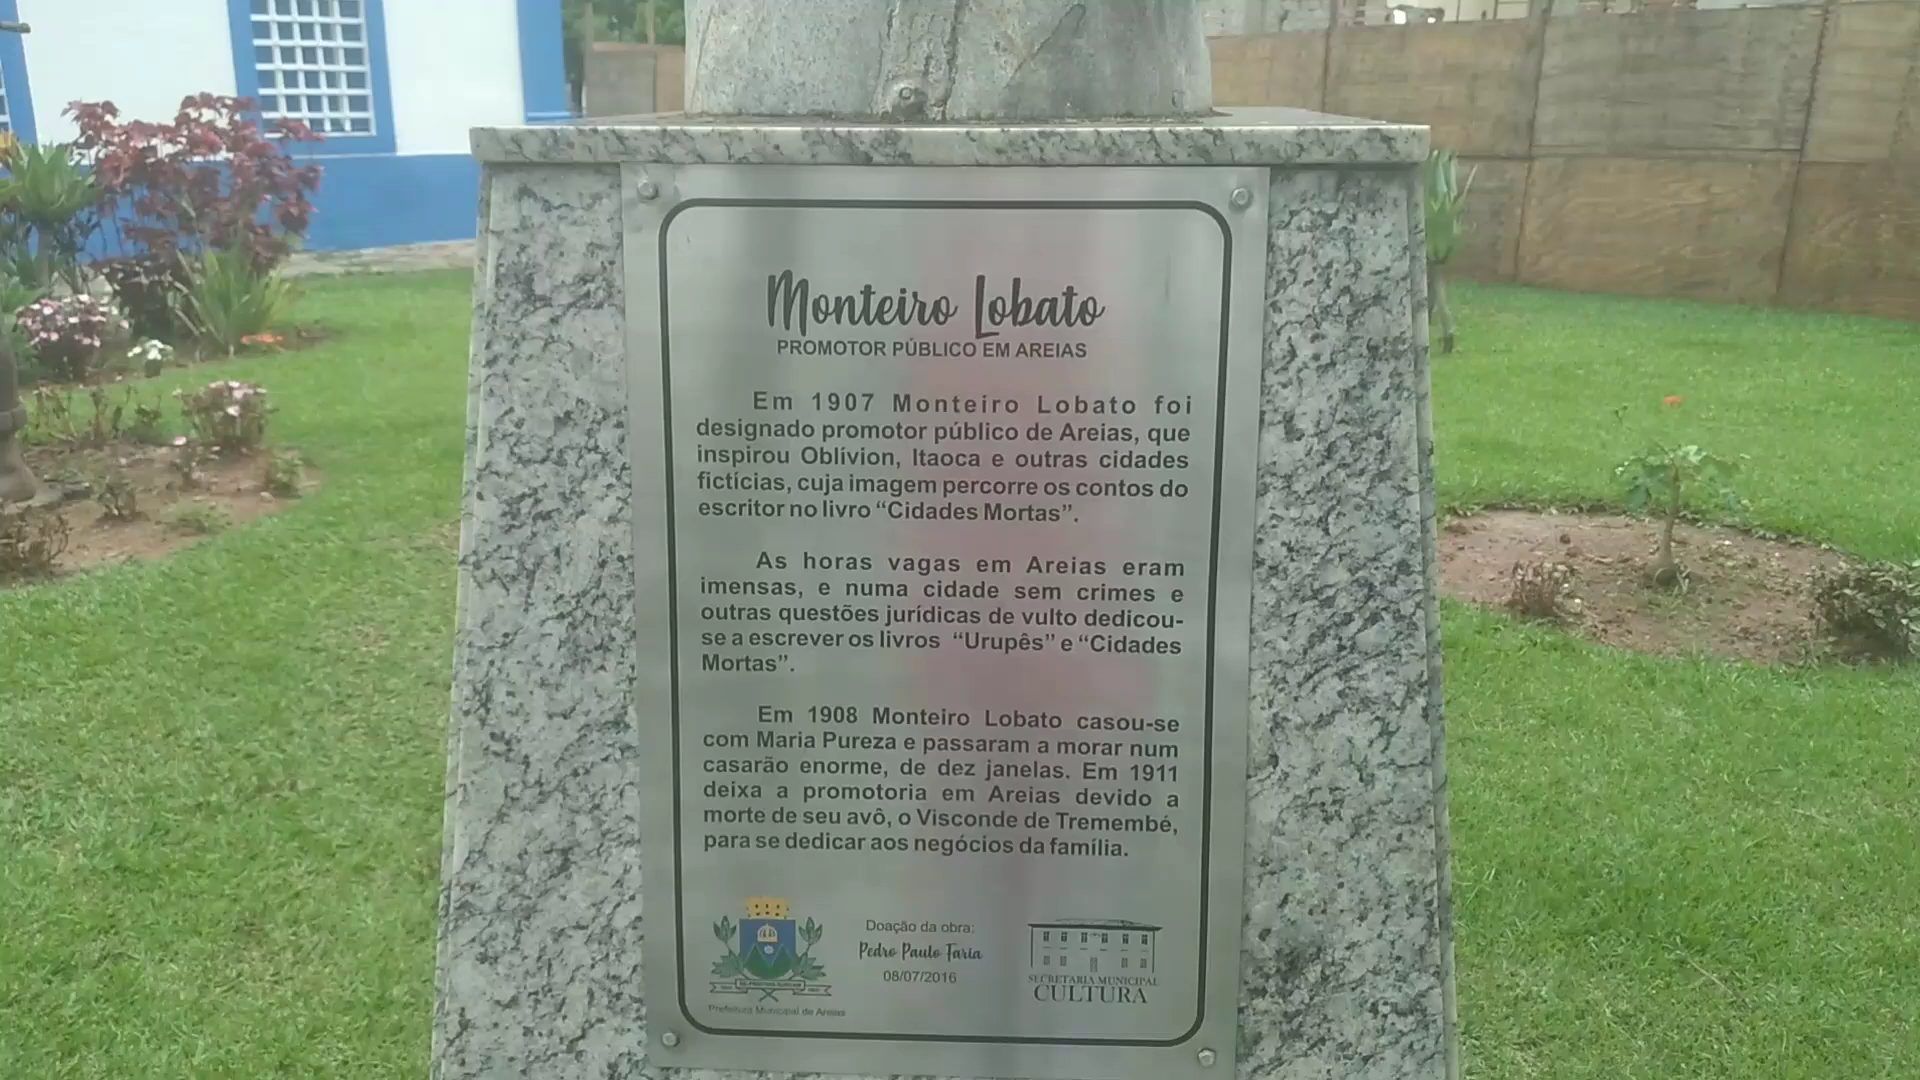 Monteiro Lobato
PROMOTOR PÚBLICO EM AREIAS
Em 1907 Monteiro Lobato foi
designado promotor público de Areias, que
inspirou Oblívion, Itaoca e outras cidades
fictícias, cuja imagem percorre os contos do
escritor no livro “Cidades Mortas”.
As horas vagas em Areias eram
imensas, e numa cidade sem crimes e
outras questões jurídicas de vulto dedicou-
se a escrever os livros “Urupês” e “Cidades
Mortas”.
Em 1908 Monteiro Lobato casou-se
com Maria Pureza e passaram a morar num
casarão enorme, de dez janelas. Em 1911
deixa a promotoria em Areias devido a
morte de seu avô, o Visconde de Tremembé,
para se dedicar aos negócios da família.
Prefeitura Municipal de Areias
Doação da obra:
Pedro Paulo Faria
08/07/2016
SECRETARIA MUNICIPAL
CULTURA